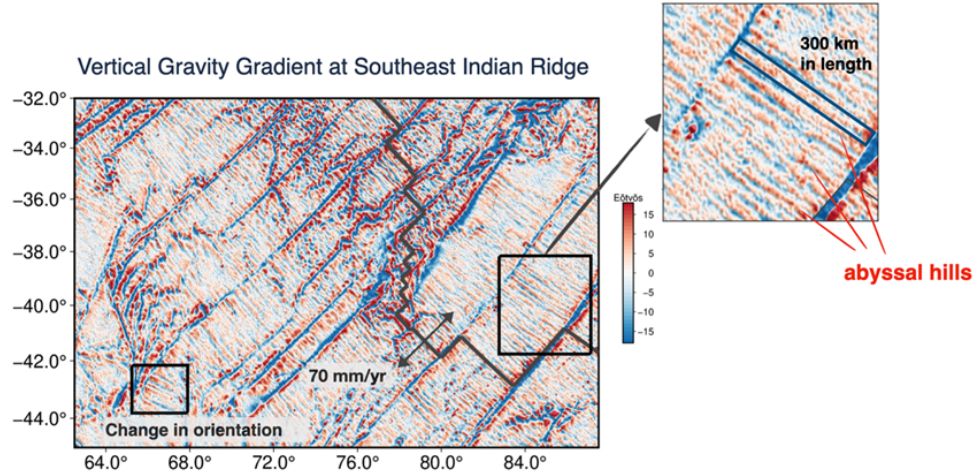 Vertical Gravity Gradient at Southeast Indian Ridge
300 km
in length
−32.0°
−34.0°
−36.0°
−38.0°
−40.0°
−42.0°
−44.0°
Eötvös
15
10
5
0
−5
−10
−15
abyssal hills
70 mm/yr
Change in orientation
64.0°
68.0°
72.0°
76.0°
80.0°
84.0°